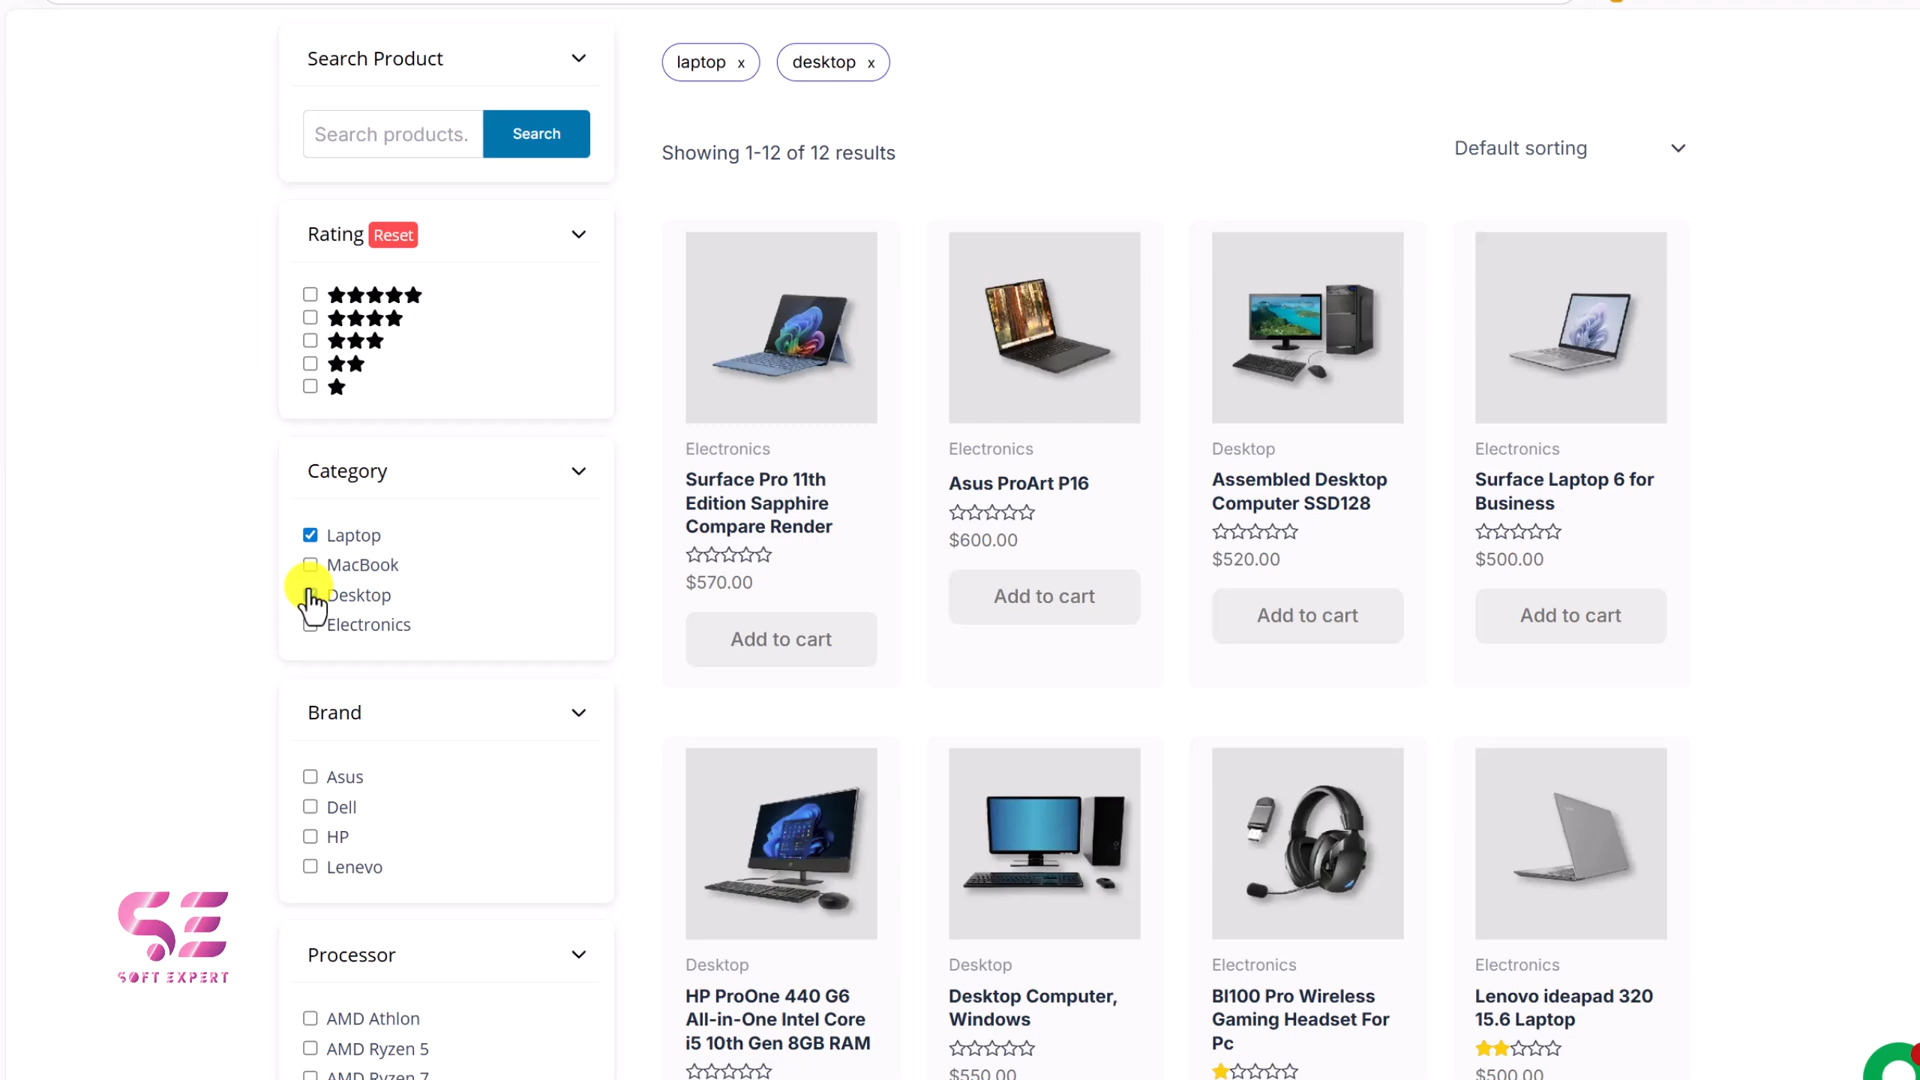 Search Product
Search products.
Search
Rating Reset
Category
Laptop
MacBook
Desktop
Electronics
Brand
Asus
Dell
HP
Lenevo
Processor
AMD Athlon
AMD Ryzen 5
AMD Ryzen 7
SOFT EXPERT
laptop x
desktop x
Showing 1-12 of 12 results
Default sorting
Electronics
Surface Pro 11th
Edition Sapphire
Compare Render
$570.00
Add to cart
Electronics
Asus ProArt P16
$600.00
Add to cart
Desktop
Assembled Desktop
Computer SSD128
$520.00
Add to cart
Electronics
Surface Laptop 6 for
Business
$500.00
Add to cart
Desktop
HP ProOne 440 G6
All-in-One Intel Core
i5 10th Gen 8GB RAM
Desktop
Desktop Computer,
Windows
$550.00
Electronics
BI100 Pro Wireless
Gaming Headset For
Pc
Electronics
Lenovo ideapad 320
15.6 Laptop
$500.00